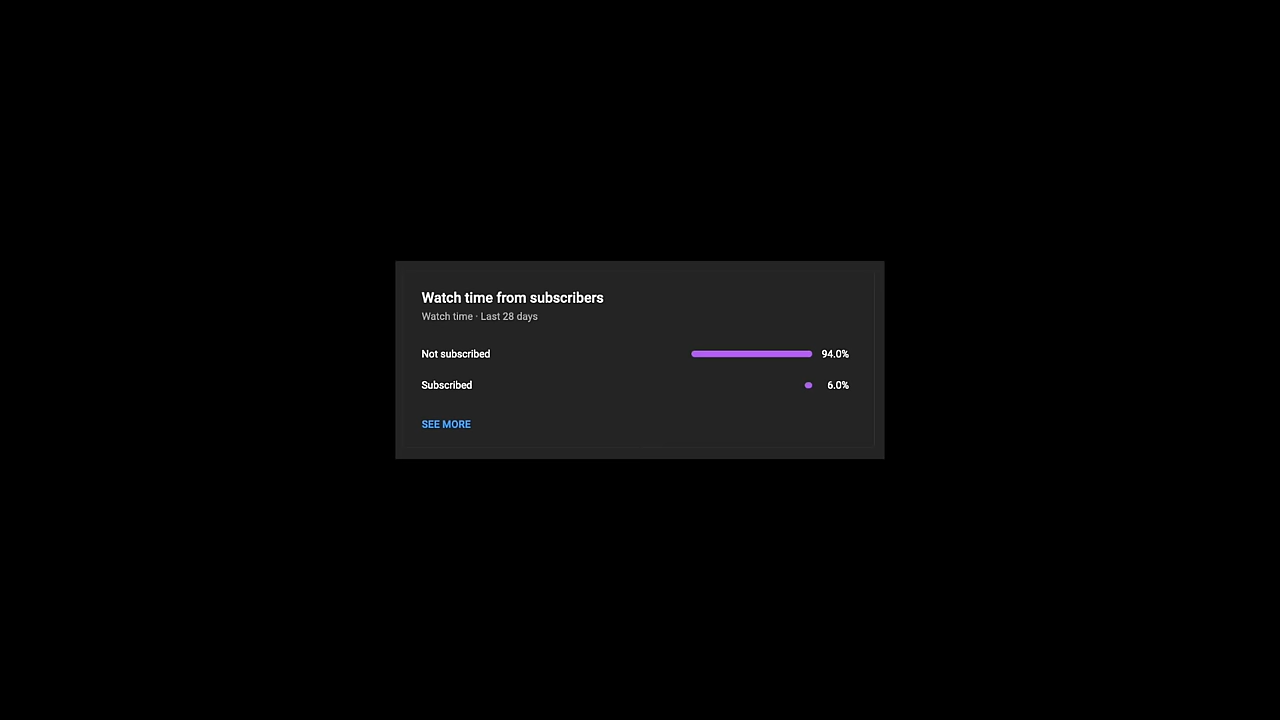 Watch time from subscribers
Watch time · Last 28 days
Not subscribed 94.0%
Subscribed 6.0%
SEE MORE